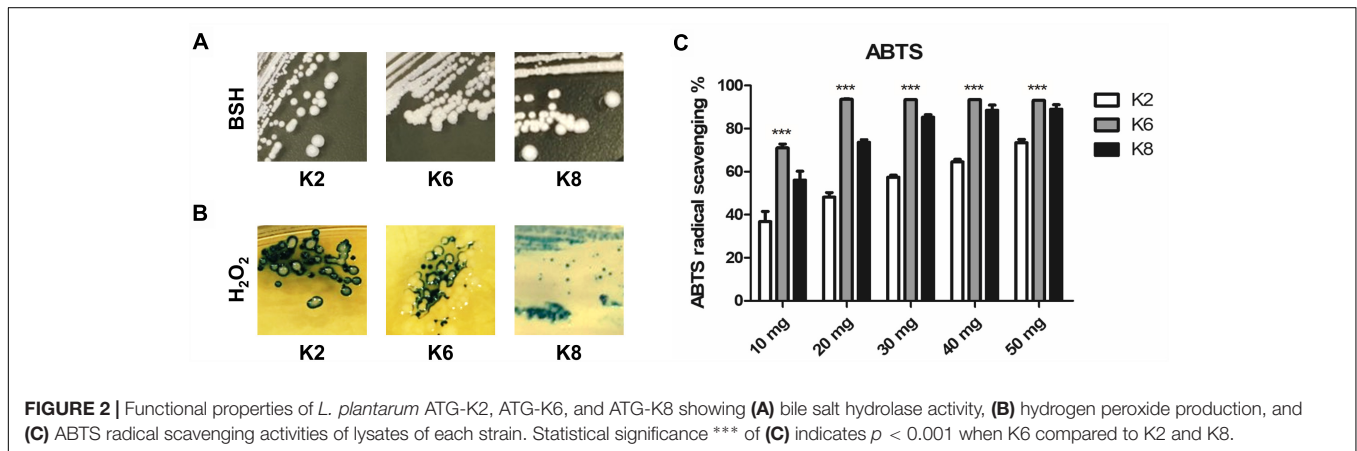 A
BSH
K2
K6
K8
B
H₂O₂
K2
K6
K8
C
ABTS
ABTS radical scavenging %
100
80
60
40
20
0
***
***
***
***
***
10 mg
20 mg
30 mg
40 mg
50 mg
K2
K6
K8
FIGURE 2 | Functional properties of L. plantarum ATG-K2, ATG-K6, and ATG-K8 showing (A) bile salt hydrolase activity, (B) hydrogen peroxide production, and
(C) ABTS radical scavenging activities of lysates of each strain. Statistical significance *** of (C) indicates p < 0.001 when K6 compared to K2 and K8.